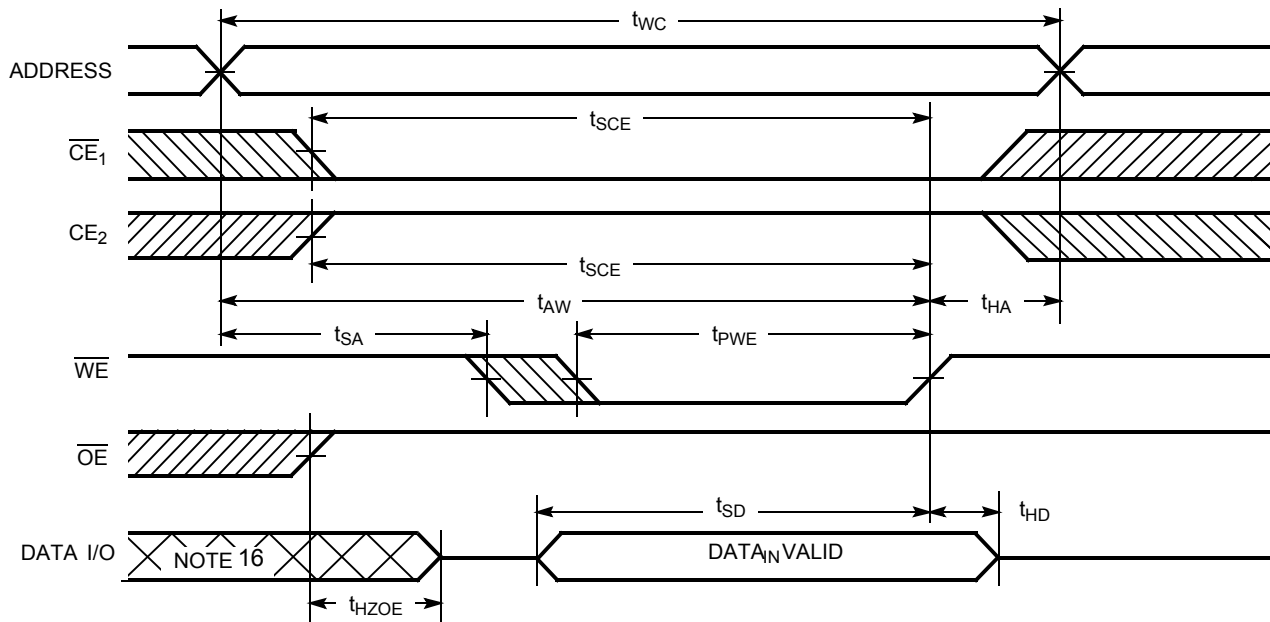 tWC
ADDRESS
tSCE
CE1
CE2
tSCE
tAW
tHA
tSA
tPWE
WE
OE
tSD
tHD
DATA I/O
NOTE 16
DATAIN VALID
tHZOE